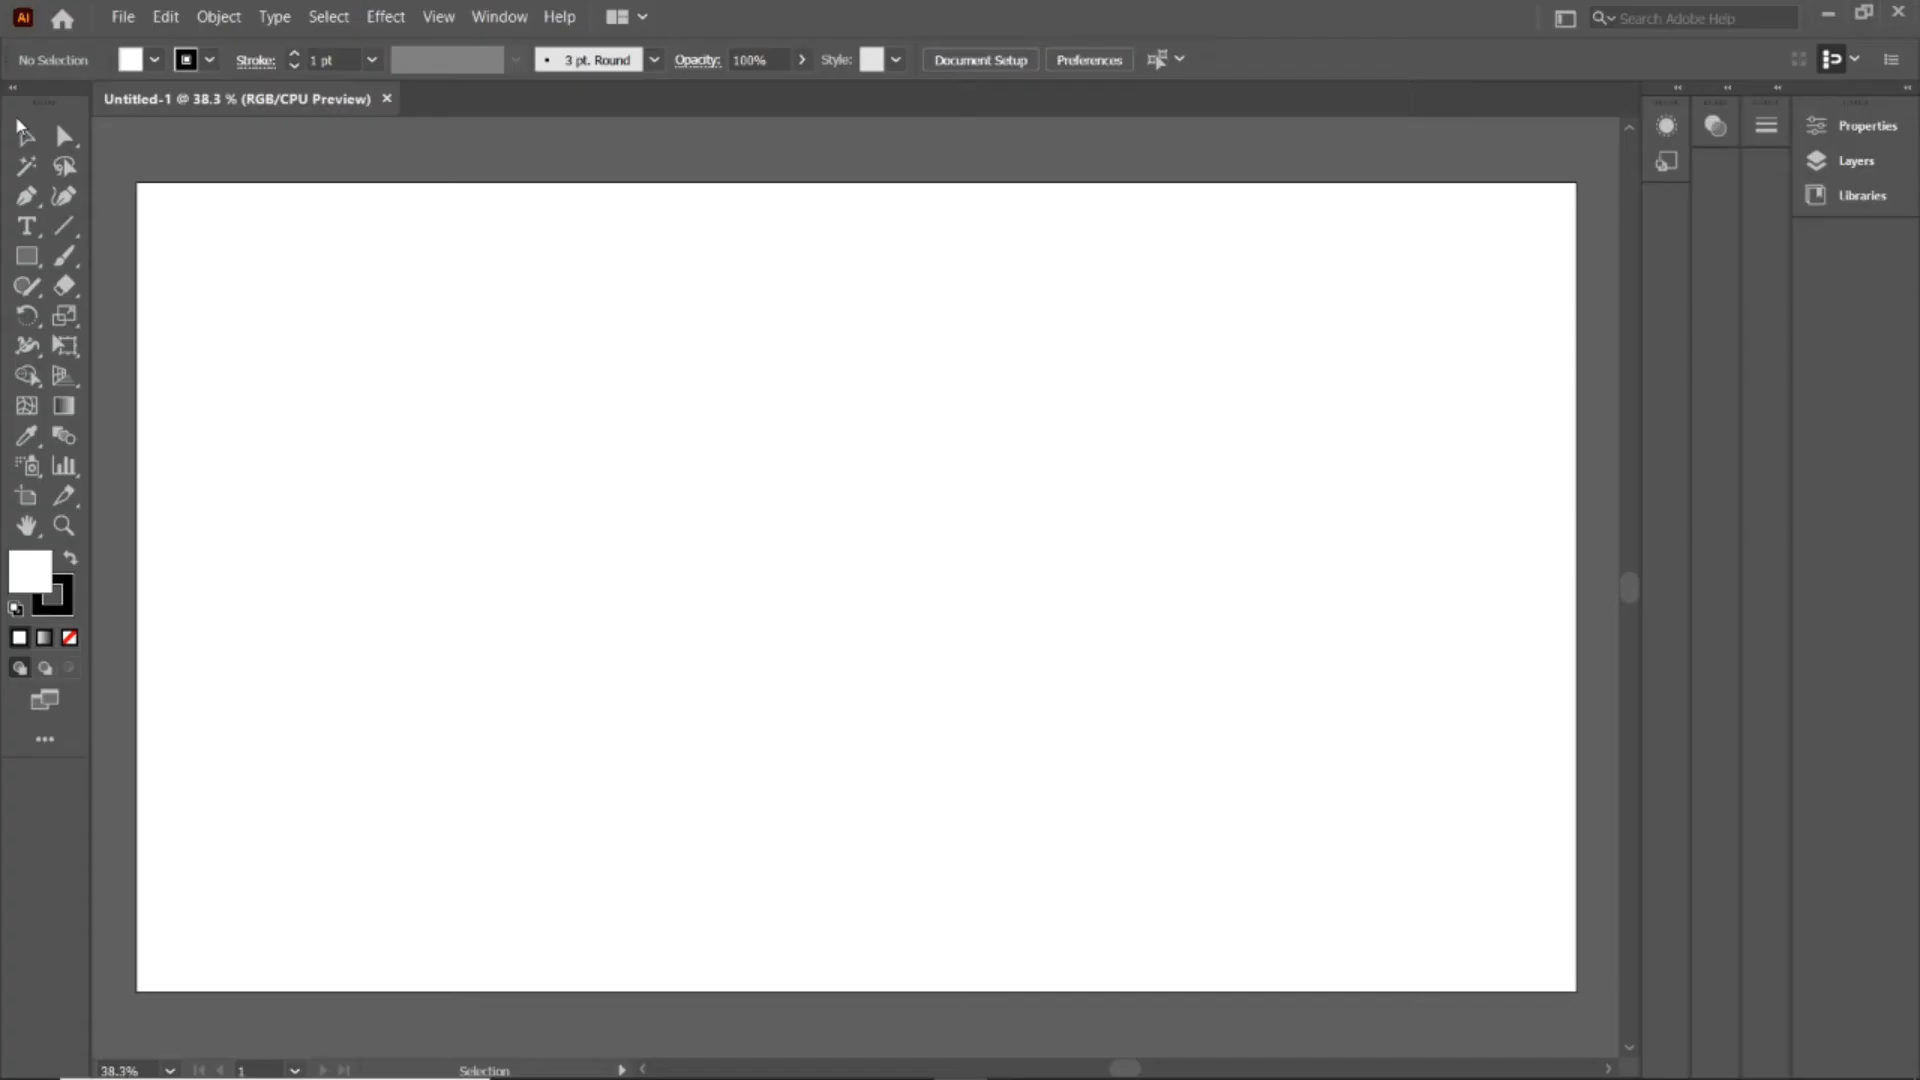 Ai File Edit Object Type Select Effect View Window Help Search Adobe Help
No Selection Stroke: 1 pt 3 pt. Round Opacity: 100% Style: Document Setup Preferences
Untitled-1 @ 38.3 % (RGB/CPU Preview)
Properties
Layers
Libraries
38.3% 1 Selection